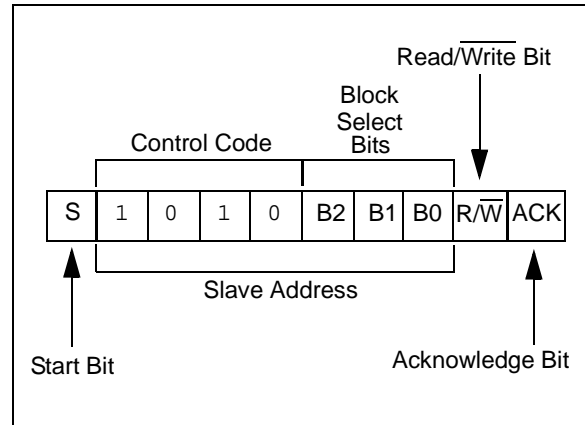 Read/Write Bit
Block
Select
Bits
Control Code
S 1 0 1 0 B2 B1 B0 R/W ACK
Slave Address
Start Bit
Acknowledge Bit